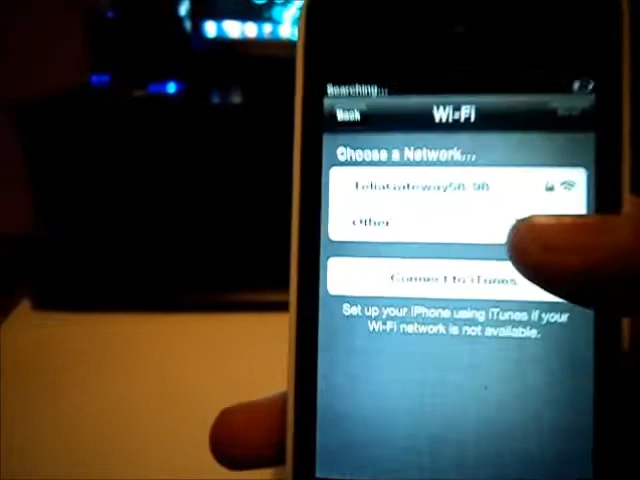 Searching...
Back
Wi-Fi
Choose a Network...
Other
Connect to iTunes
Set up your iPhone using iTunes if your
Wi-Fi network is not available.